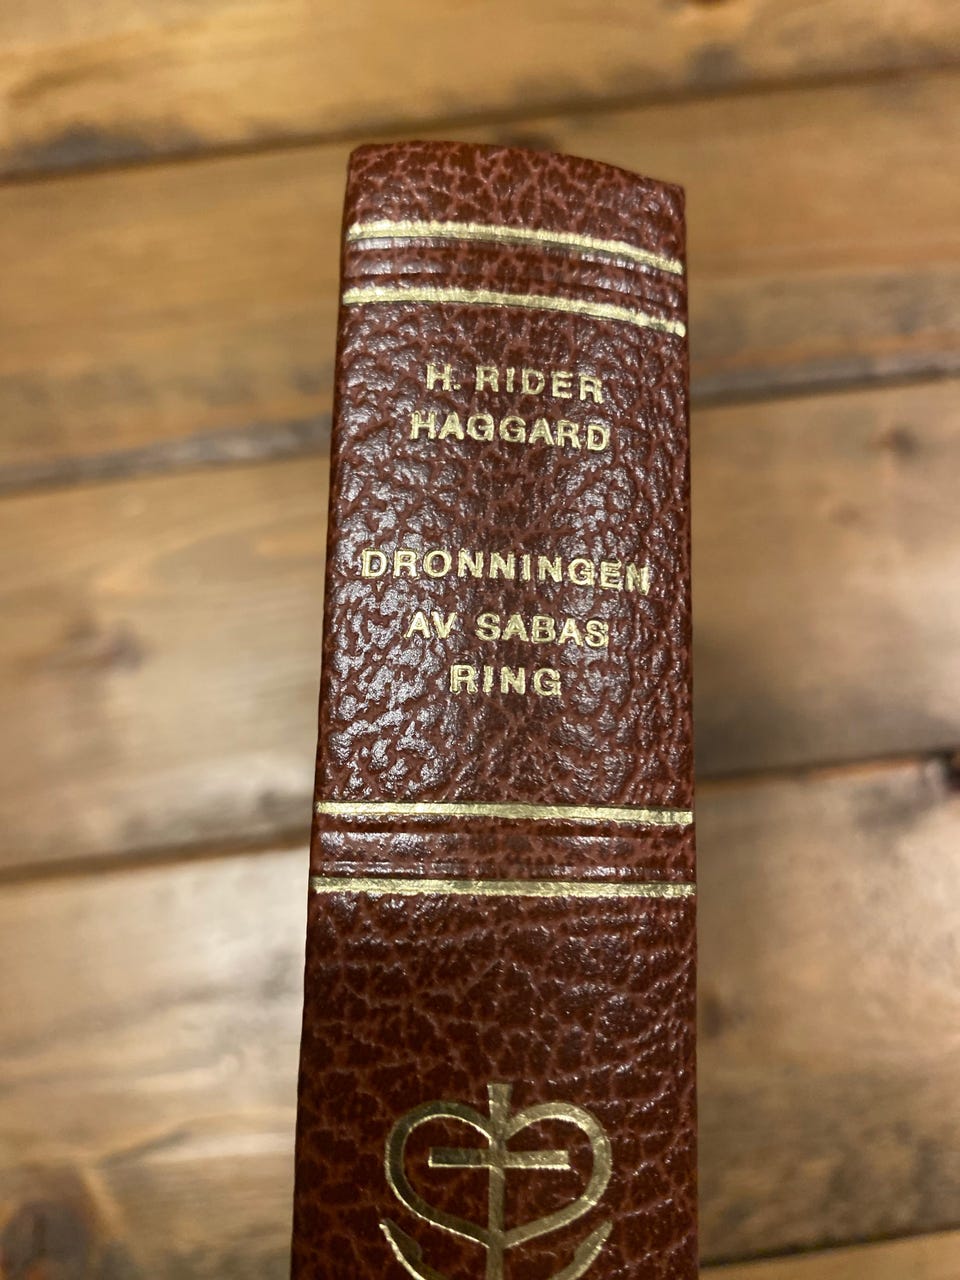 H. RIDER
HAGGARD
DRONNINGEN
AV SABAS
RING